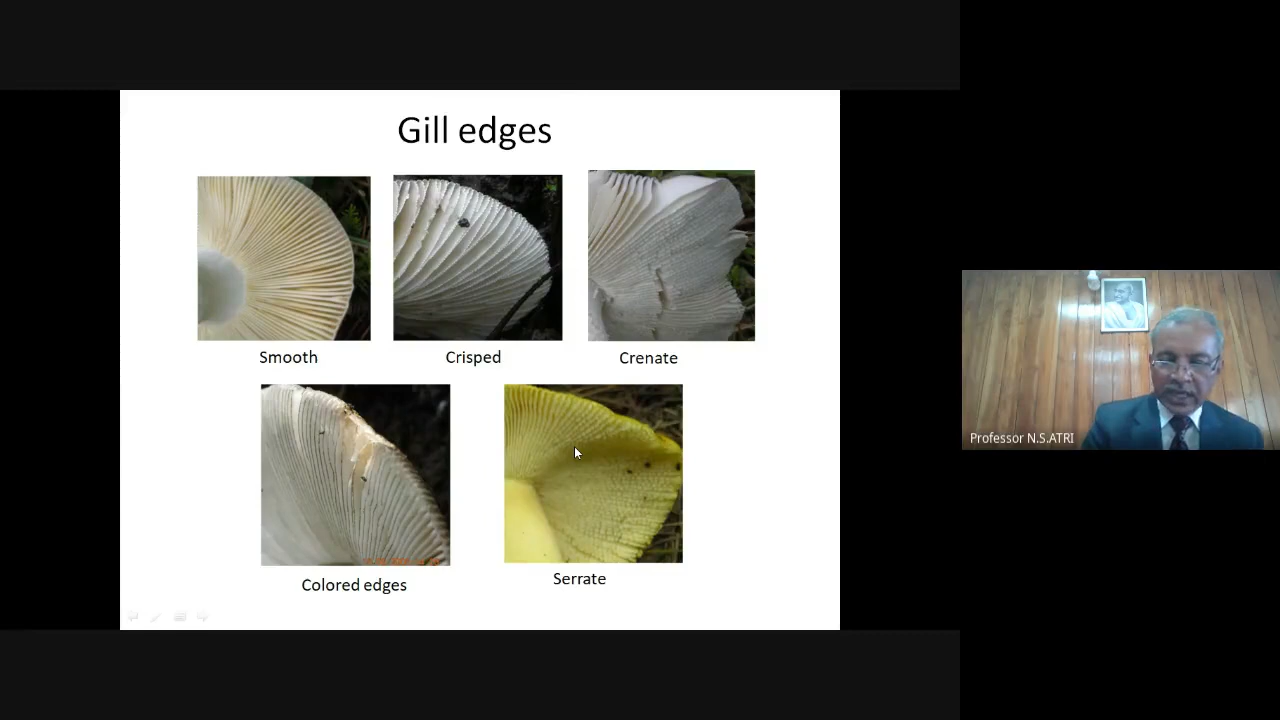 Gill edges
Smooth
Crisped
Crenate
Colored edges
Serrate
Professor N.S.ATRI